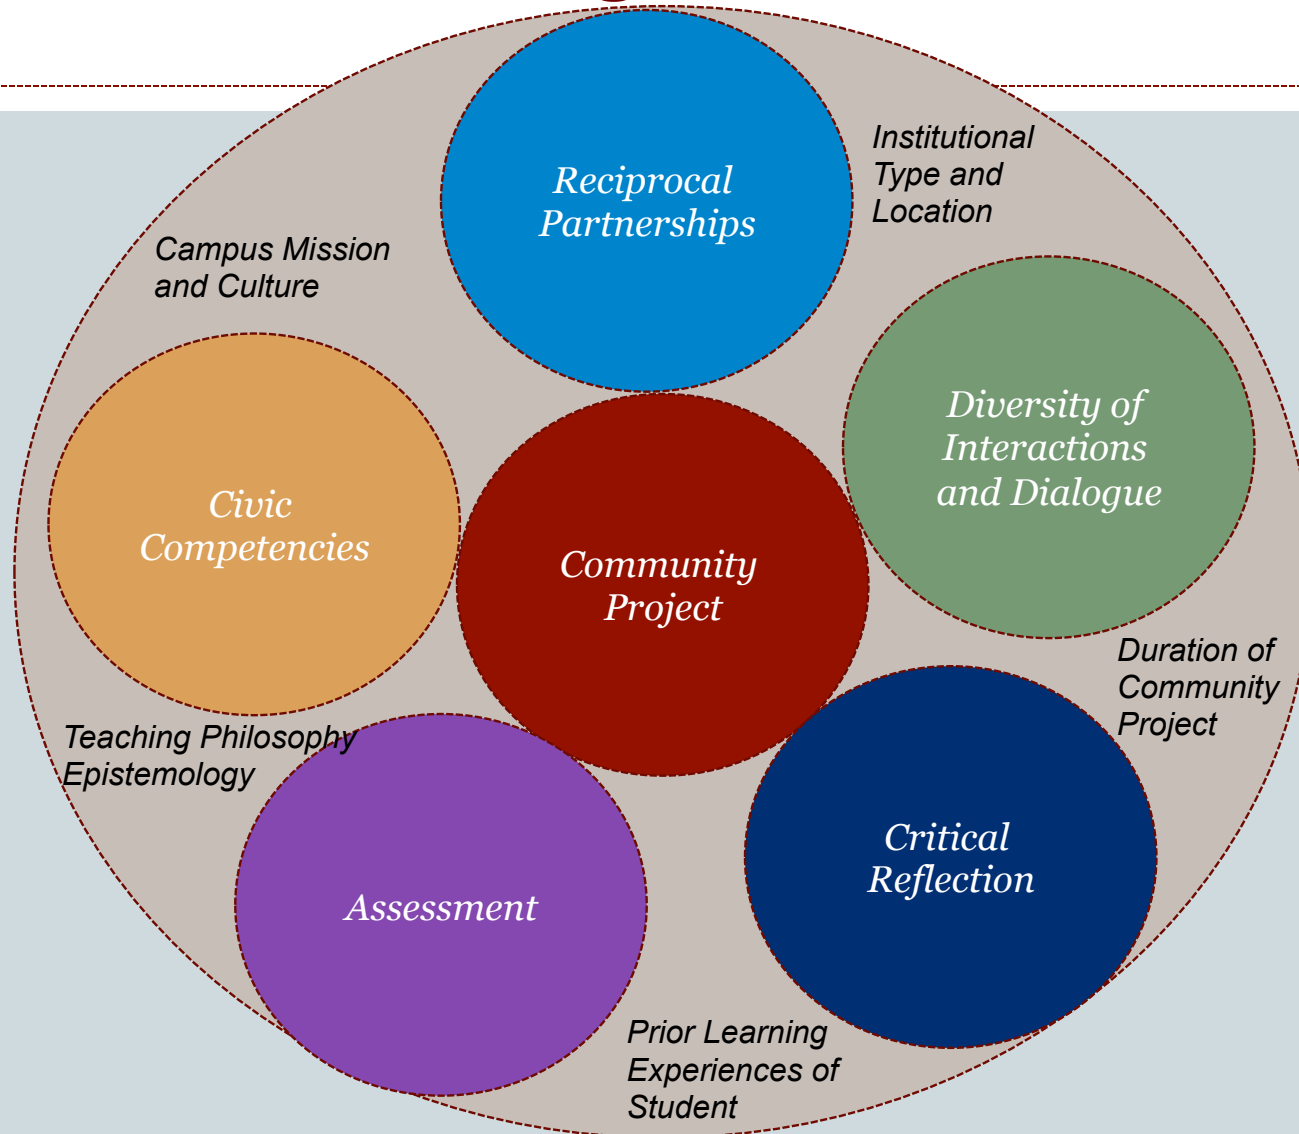 Reciprocal
Partnerships
Institutional
Type and
Location
Campus Mission
and Culture
Diversity of
Interactions
and Dialogue
Civic
Competencies
Community
Project
Duration of
Community
Project
Teaching Philosophy
Epistemology
Critical
Reflection
Assessment
Prior Learning
Experiences of
Student